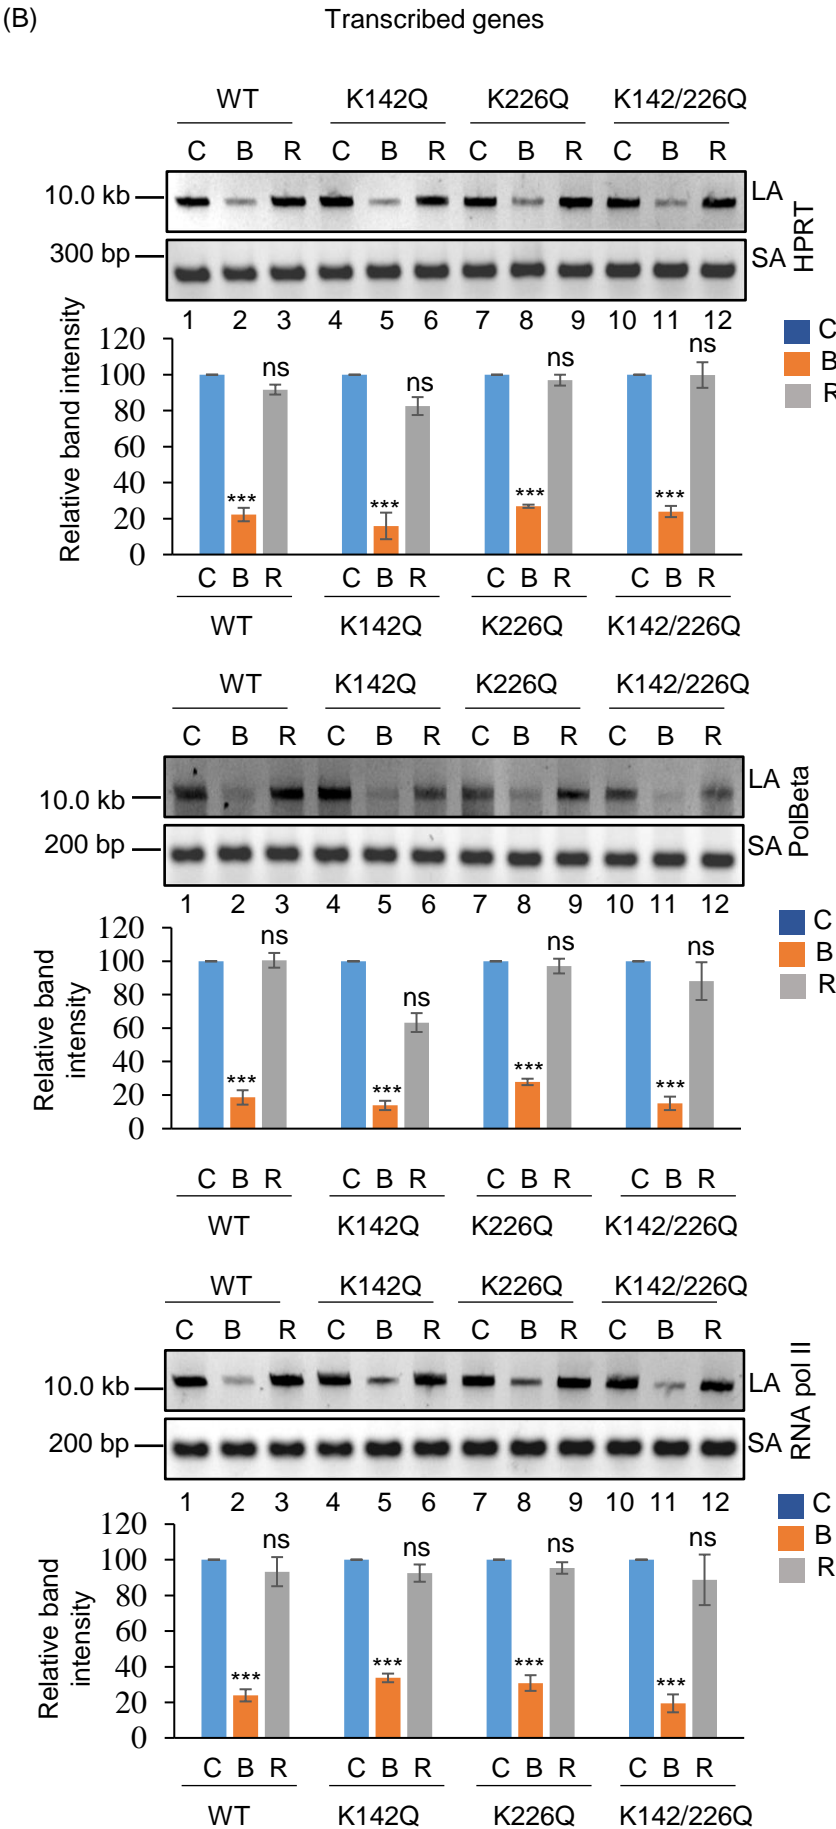 (B)
Transcribed genes
WT K142Q K226Q K142/226Q
C B R C B R C B R C B R
10.0 kb LA
300 bp SA
HPRT
1 2 3 4 5 6 7 8 9 10 11 12
Relative band intensity
120
100
80
60
40
20
0
ns ns ns ns
*** *** *** ***
C
B
R
C B R C B R C B R C B R
WT K142Q K226Q K142/226Q
WT K142Q K226Q K142/226Q
C B R C B R C B R C B R
10.0 kb LA
200 bp SA
PolBeta
1 2 3 4 5 6 7 8 9 10 11 12
Relative band
intensity
120
100
80
60
40
20
0
ns ns ns ns
*** *** *** ***
C
B
R
C B R C B R C B R C B R
WT K142Q K226Q K142/226Q
WT K142Q K226Q K142/226Q
C B R C B R C B R C B R
10.0 kb LA
200 bp SA
RNA pol II
1 2 3 4 5 6 7 8 9 10 11 12
Relative band
intensity
120
100
80
60
40
20
0
ns ns ns ns
*** *** *** ***
C
B
R
C B R C B R C B R C B R
WT K142Q K226Q K142/226Q